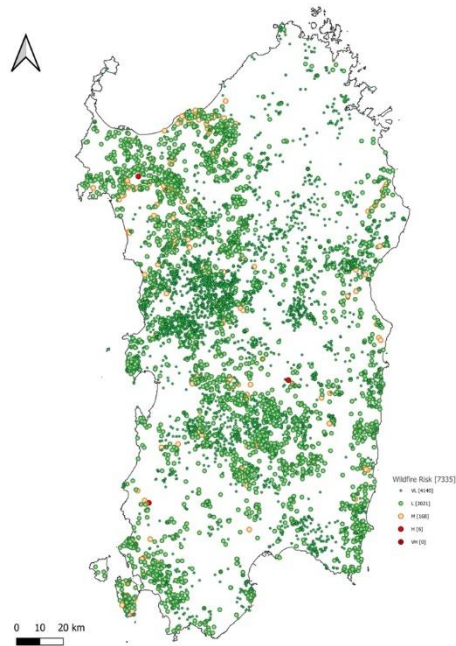 Wildfire Risk [7335]
VL [4140]
L [3021]
M [168]
H [6]
VH [0]
0 10 20 km